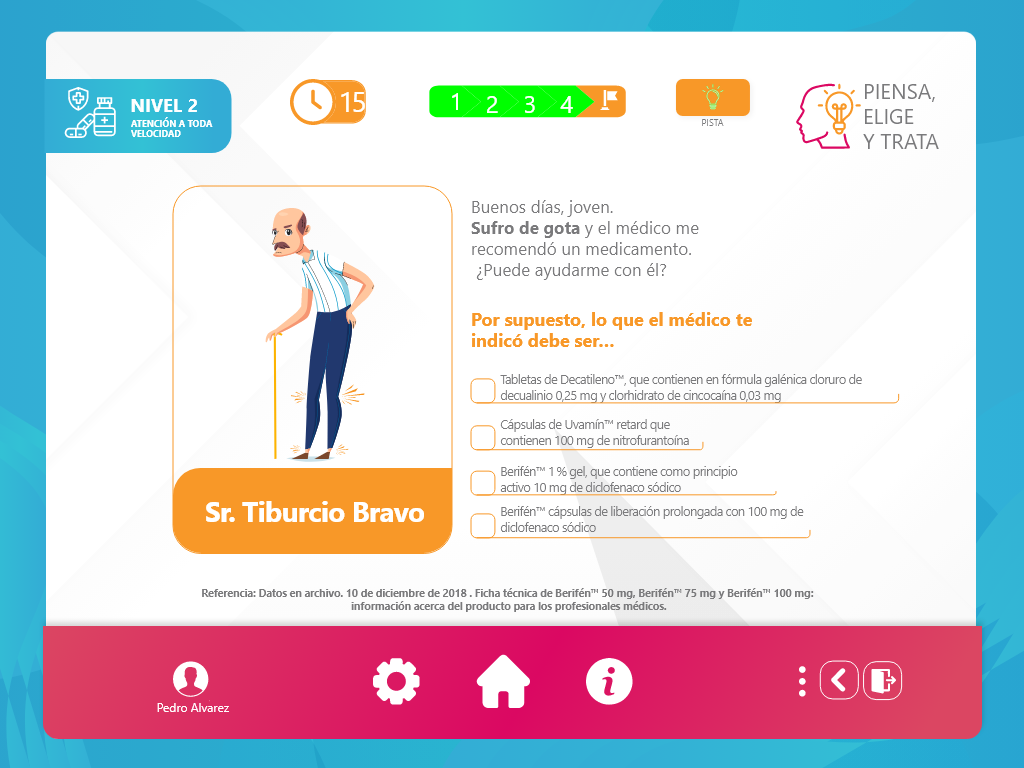 NIVEL 2
ATENCIÓN A TODA
VELOCIDAD
15
1 2 3 4
PISTA
PIENSA,
ELIGE
Y TRATA
Buenos días, joven.
Sufro de gota y el médico me
recomendó un medicamento.
¿Puede ayudarme con él?
Por supuesto, lo que el médico te
indicó debe ser...
Tabletas de Decatileno™, que contienen en fórmula galénica cloruro de
decualinio 0,25 mg y clorhidrato de cincocaína 0,03 mg
Cápsulas de Uvamín™ retard que
contienen 100 mg de nitrofurantoína
Berifén™ 1 % gel, que contiene como principio
activo 10 mg de diclofenaco sódico
Berifén™ cápsulas de liberación prolongada con 100 mg de
diclofenaco sódico
Sr. Tiburcio Bravo
Referencia: Datos en archivo. 10 de diciembre de 2018 . Ficha técnica de Berifén™ 50 mg, Berifén™ 75 mg y Berifén™ 100 mg:
información acerca del producto para los profesionales médicos.
Pedro Alvarez